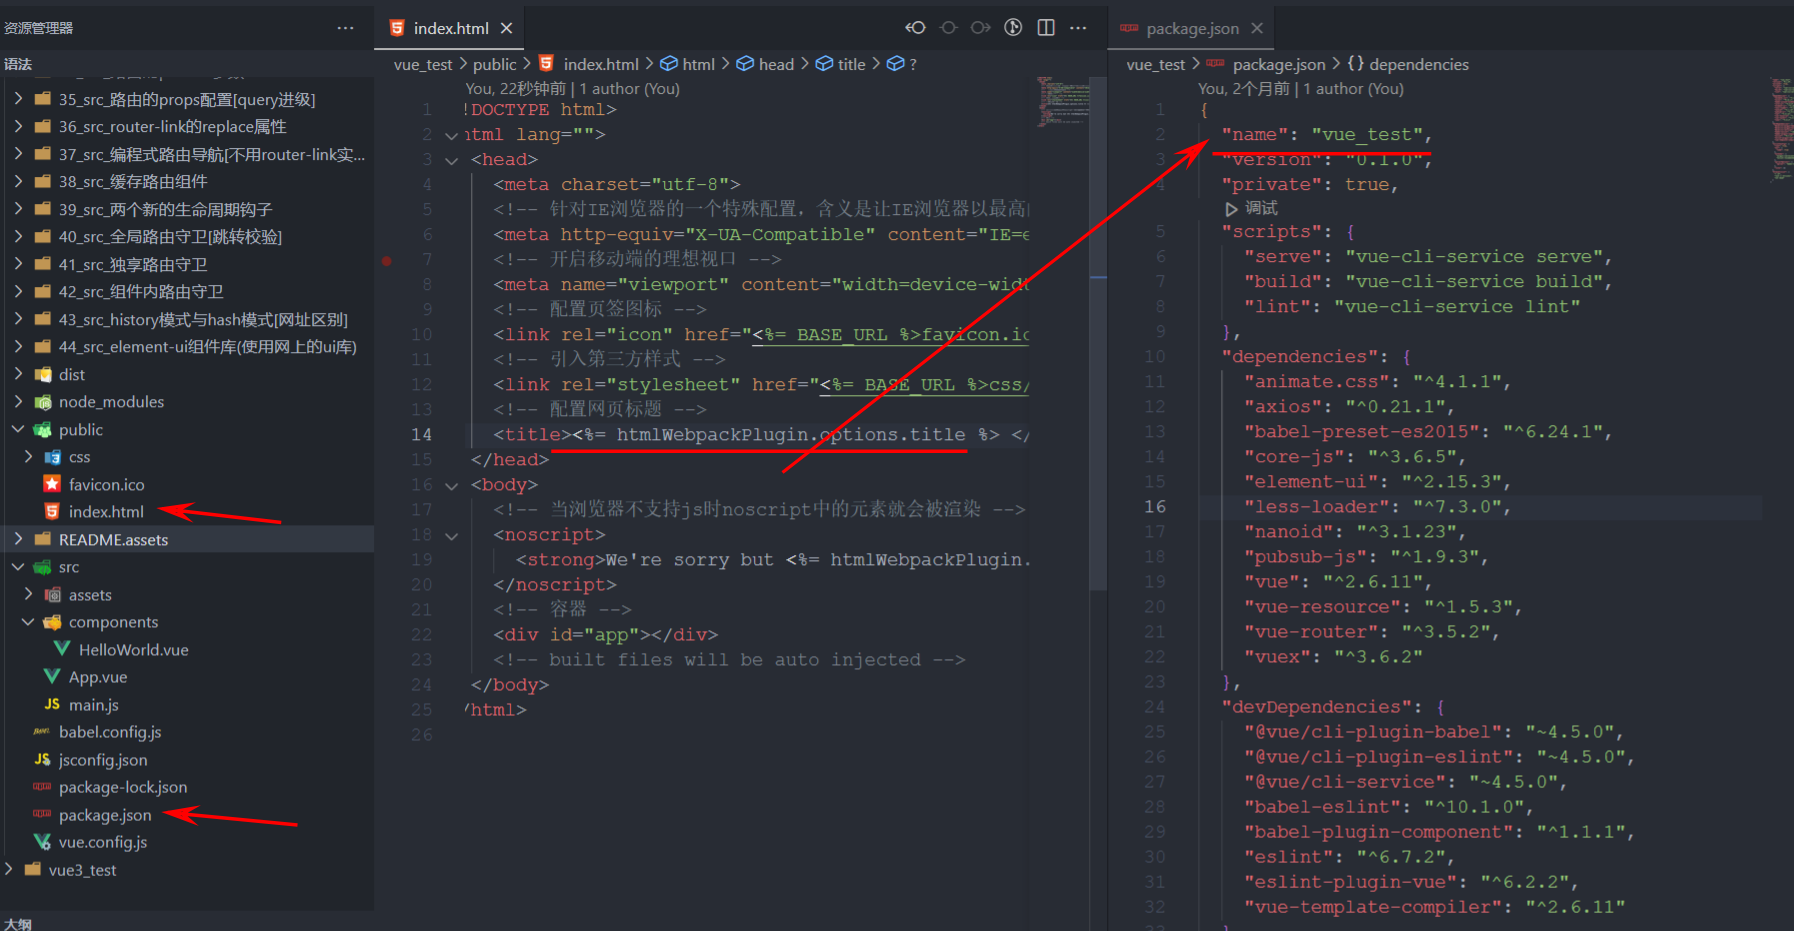 资源管理器
语法
35_src_路由的props配置[query进级]
36_src_router-link的replace属性
37_src_编程式路由导航[不用router-link实...
38_src_缓存路由组件
39_src_两个新的生命周期钩子
40_src_全局路由守卫[跳转校验]
41_src_独享路由守卫
42_src_组件内路由守卫
43_src_history模式与hash模式[网址区别]
44_src_element-ui组件库(使用网上的ui库)
dist
node_modules
public
css
favicon.ico
index.html
README.assets
src
assets
components
HelloWorld.vue
App.vue
main.js
babel.config.js
jsconfig.json
package-lock.json
package.json
vue.config.js
vue3_test
大纲
index.html
vue_test > public > index.html > html > head > title > ?
You, 22秒钟前 | 1 author (You)
1 !DOCTYPE html>
2 html lang="">
3 <head>
4 <meta charset="utf-8">
5 <!-- 针对IE浏览器的一个特殊配置，含义是让IE浏览器以最高
6 <meta http-equiv="X-UA-Compatible" content="IE=e
7 <!-- 开启移动端的理想视口 -->
8 <meta name="viewport" content="width=device-wid
9 <!-- 配置页签图标 -->
10 <link rel="icon" href="<%= BASE_URL %>favicon.ic
11 <!-- 引入第三方样式 -->
12 <link rel="stylesheet" href="<%= BASE_URL %>css/
13 <!-- 配置网页标题 -->
14 <title><%= htmlWebpackPlugin.options.title %> </
15 </head>
16 <body>
17 <!-- 当浏览器不支持js时noscript中的元素就会被渲染 -->
18 <noscript>
19 <strong>We're sorry but <%= htmlWebpackPlugin.
20 </noscript>
21 <!-- 容器 -->
22 <div id="app"></div>
23 <!-- built files will be auto injected -->
24 </body>
25 /html>
26
package.json
vue_test > package.json > {} dependencies
You, 2个月前 | 1 author (You)
1 {
2 "name": "vue_test",
3 "version": "0.1.0",
4 "private": true,
调试
5 "scripts": {
6 "serve": "vue-cli-service serve",
7 "build": "vue-cli-service build",
8 "lint": "vue-cli-service lint"
9 },
10 "dependencies": {
11 "animate.css": "^4.1.1",
12 "axios": "^0.21.1",
13 "babel-preset-es2015": "^6.24.1",
14 "core-js": "^3.6.5",
15 "element-ui": "^2.15.3",
16 "less-loader": "^7.3.0",
17 "nanoid": "^3.1.23",
18 "pubsub-js": "^1.9.3",
19 "vue": "^2.6.11",
20 "vue-resource": "^1.5.3",
21 "vue-router": "^3.5.2",
22 "vuex": "^3.6.2"
23 },
24 "devDependencies": {
25 "@vue/cli-plugin-babel": "~4.5.0",
26 "@vue/cli-plugin-eslint": "~4.5.0",
27 "@vue/cli-service": "~4.5.0",
28 "babel-eslint": "^10.1.0",
29 "babel-plugin-component": "^1.1.1",
30 "eslint": "^6.7.2",
31 "eslint-plugin-vue": "^6.2.2",
32 "vue-template-compiler": "^2.6.11"